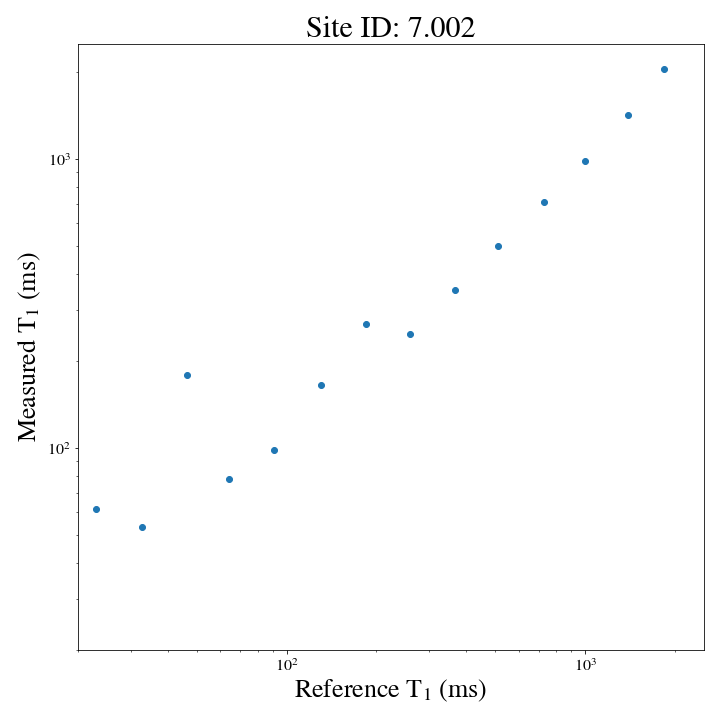 Site ID: 7.002
Measured T₁ (ms)
10³
10²
10²
10³
Reference T₁ (ms)